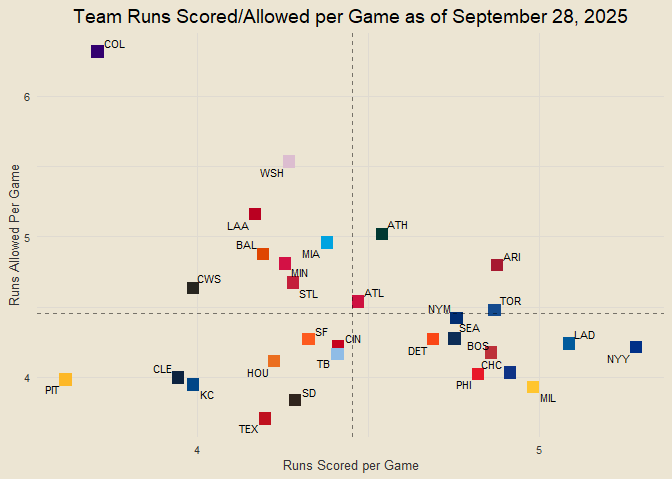 Team Runs Scored/Allowed per Game as of September 28, 2025
COL
6
WSH
LAA
ATH
5
BAL
MIA
ARI
MIN
CWS
STL
ATL
TOR
NYM
SEA
SF
CIN
LAD
DET
BOS
NYY
TB
HOU
CLE
CHC
4
PIT
KC
PHI
SD
MIL
TEX
4
5
Runs Scored per Game
Runs Allowed Per Game